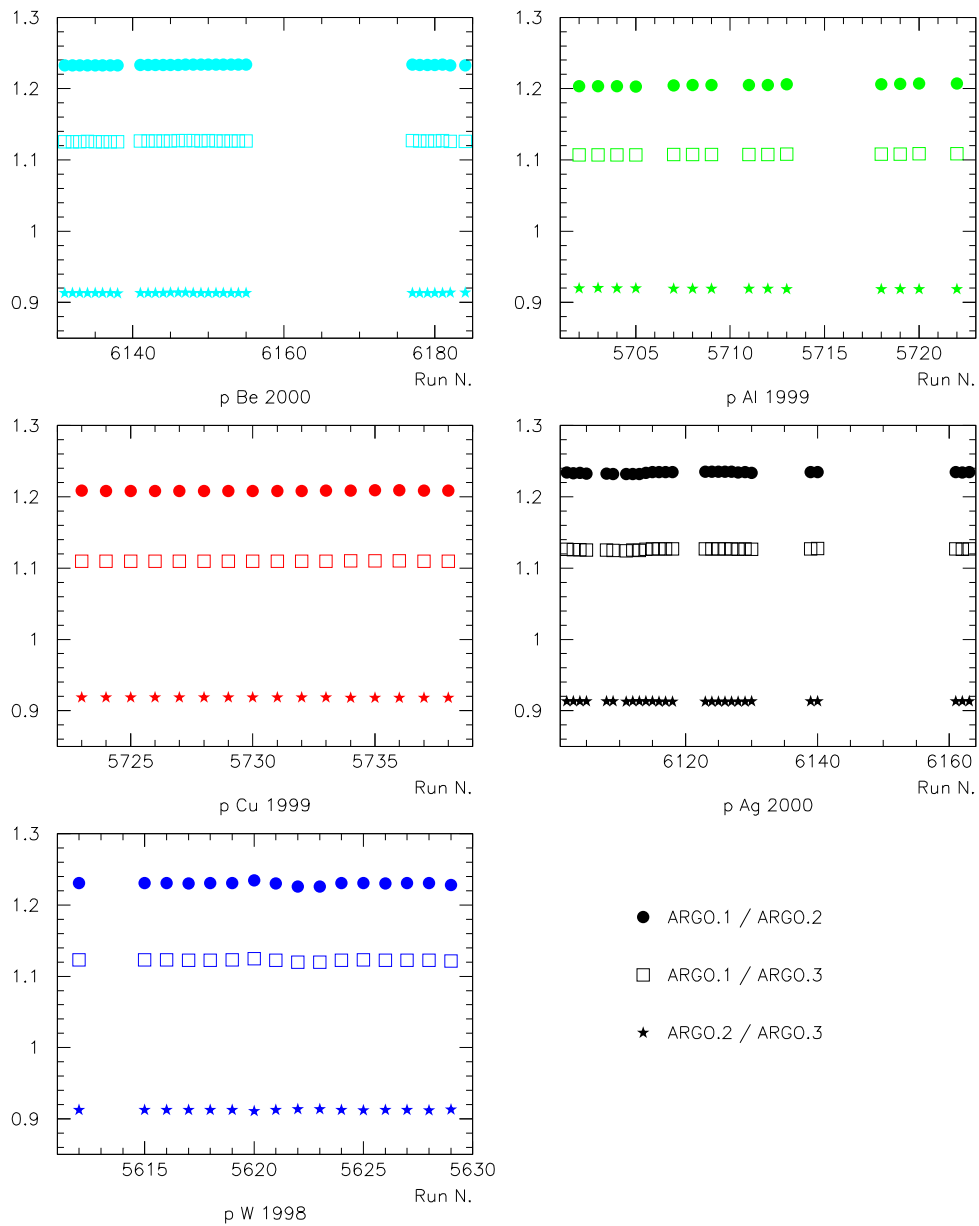 1.3
1.2
1.1
1
0.9
6140 6160 6180
Run N.
p Be 2000
1.3
1.2
1.1
1
0.9
5705 5710 5715 5720
Run N.
p Al 1999
1.3
1.2
1.1
1
0.9
5725 5730 5735
Run N.
p Cu 1999
1.3
1.2
1.1
1
0.9
6120 6140 6160
Run N.
p Ag 2000
1.3
1.2
1.1
1
0.9
5615 5620 5625 5630
Run N.
p W 1998
ARGO.1 / ARGO.2
ARGO.1 / ARGO.3
ARGO.2 / ARGO.3